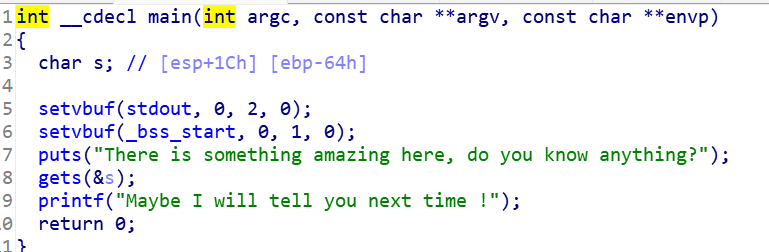 1 int __cdecl main(int argc, const char **argv, const char **envp)
2 {
3   char s; // [esp+1Ch] [ebp-64h]
4
5   setvbuf(stdout, 0, 2, 0);
6   setvbuf(_bss_start, 0, 1, 0);
7   puts("There is something amazing here, do you know anything?");
8   gets(&s);
9   printf("Maybe I will tell you next time !");
0   return 0;
1 }